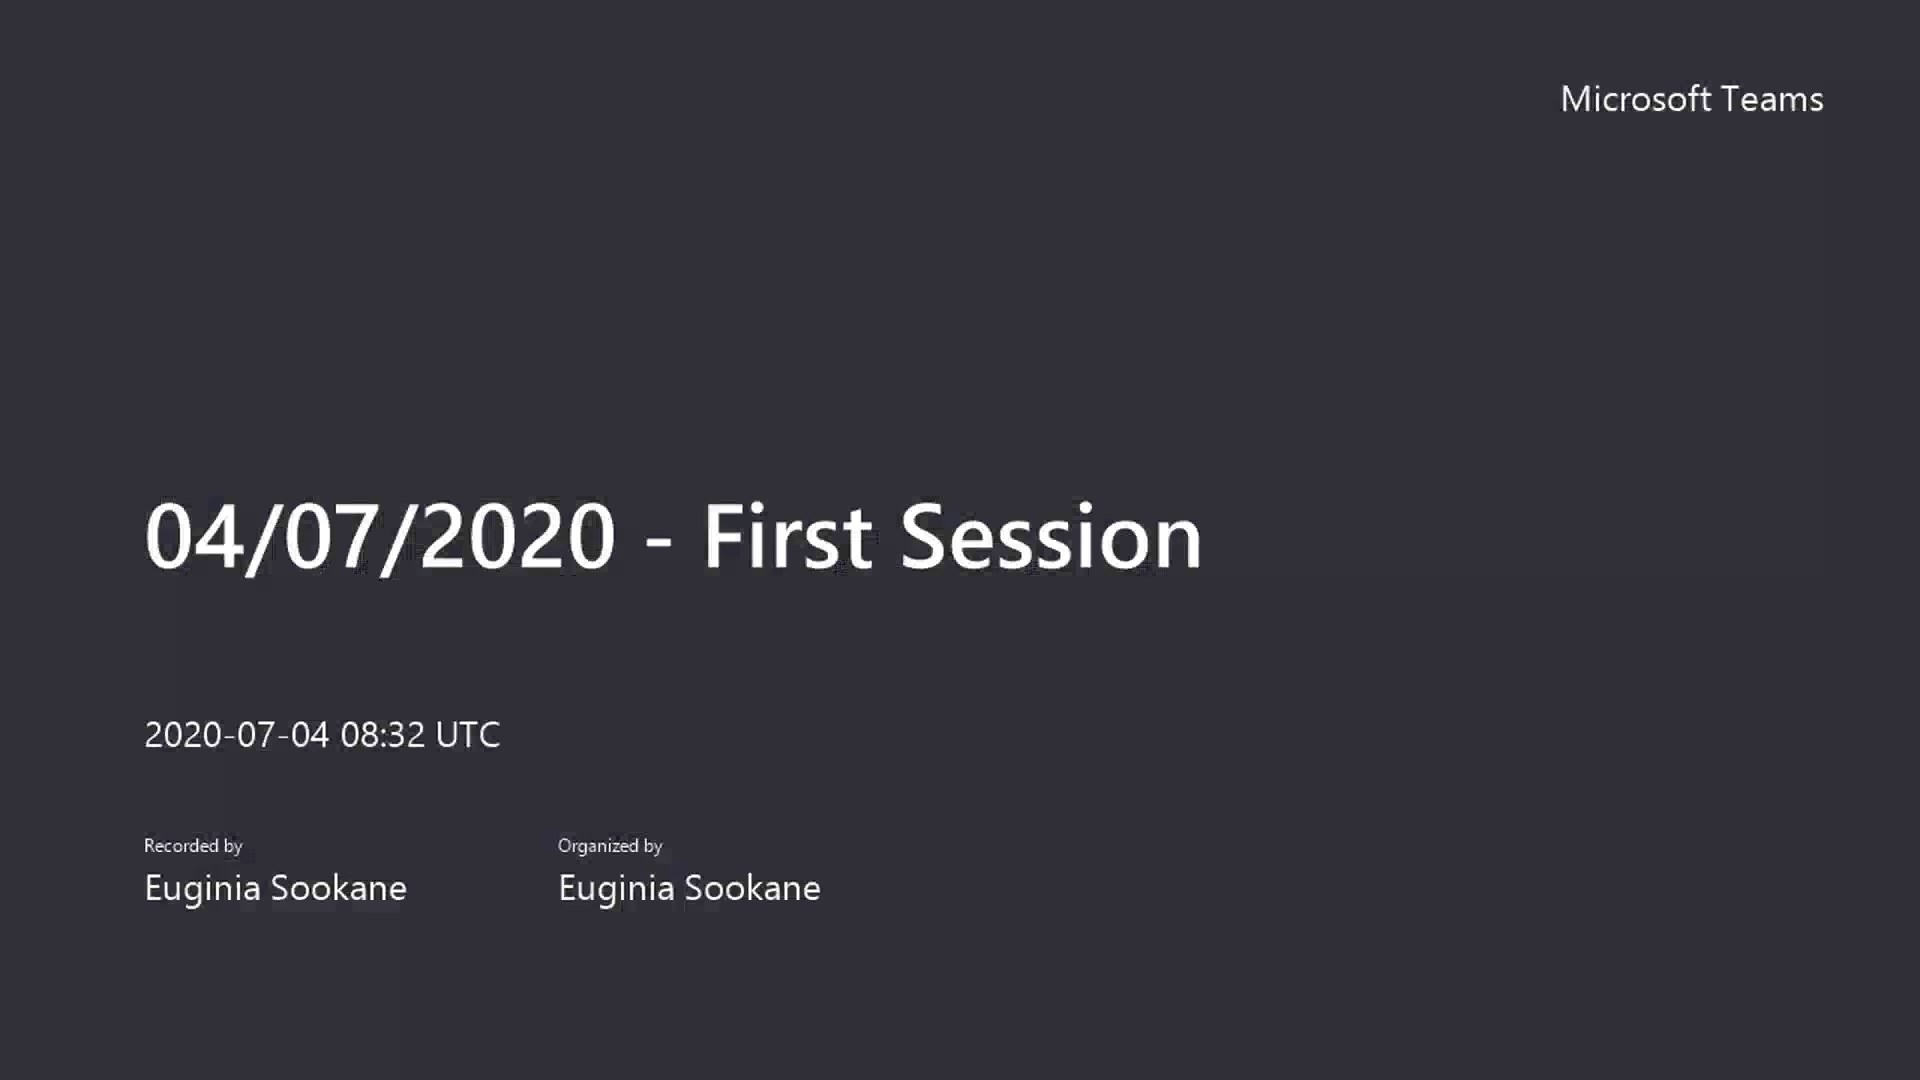 Microsoft Teams
04/07/2020 - First Session
2020-07-04 08:32 UTC
Recorded by
Euginia Sookane
Organized by
Euginia Sookane